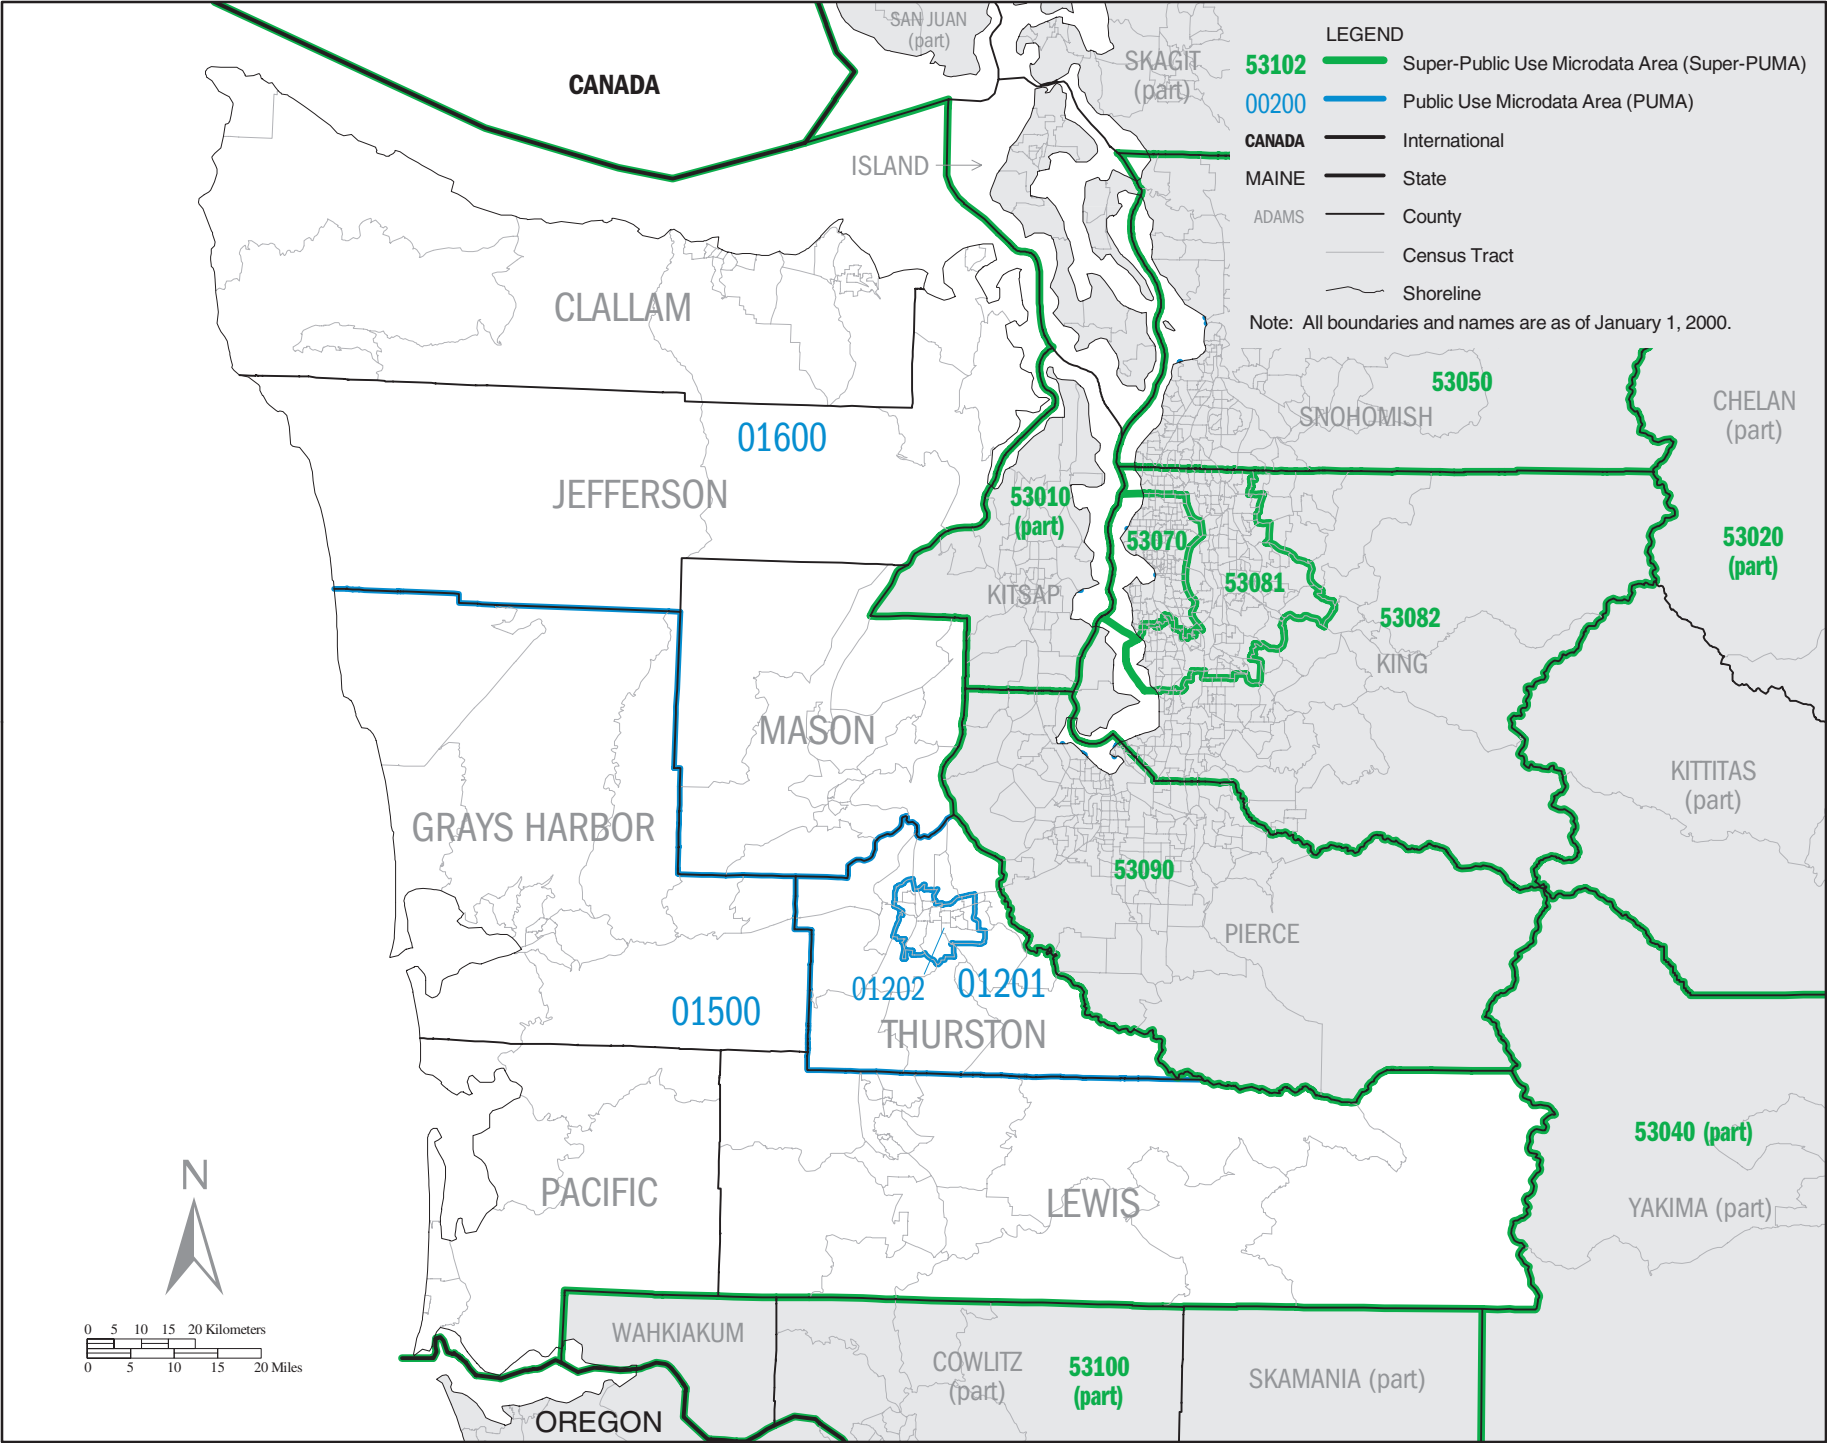 SAN JUAN
(part)
SKAGIT
(part)
CANADA
ISLAND
LEGEND
53102 Super-Public Use Microdata Area (Super-PUMA)
00200 Public Use Microdata Area (PUMA)
CANADA International
MAINE State
ADAMS County
Census Tract
Shoreline
Note: All boundaries and names are as of January 1, 2000.
CLALLAM
01600
JEFFERSON
53050
SNOHOMISH
CHELAN
(part)
53010
(part)
53070
53081
53020
(part)
KITSAP
53082
KING
MASON
KITTITAS
(part)
GRAYS HARBOR
53090
PIERCE
01202
01201
01500
THURSTON
53040 (part)
PACIFIC
LEWIS
YAKIMA (part)
N
0 5 10 15 20 Kilometers
0 5 10 15 20 Miles
WAHKIAKUM
COWLITZ
(part)
53100
(part)
SKAMANIA (part)
OREGON